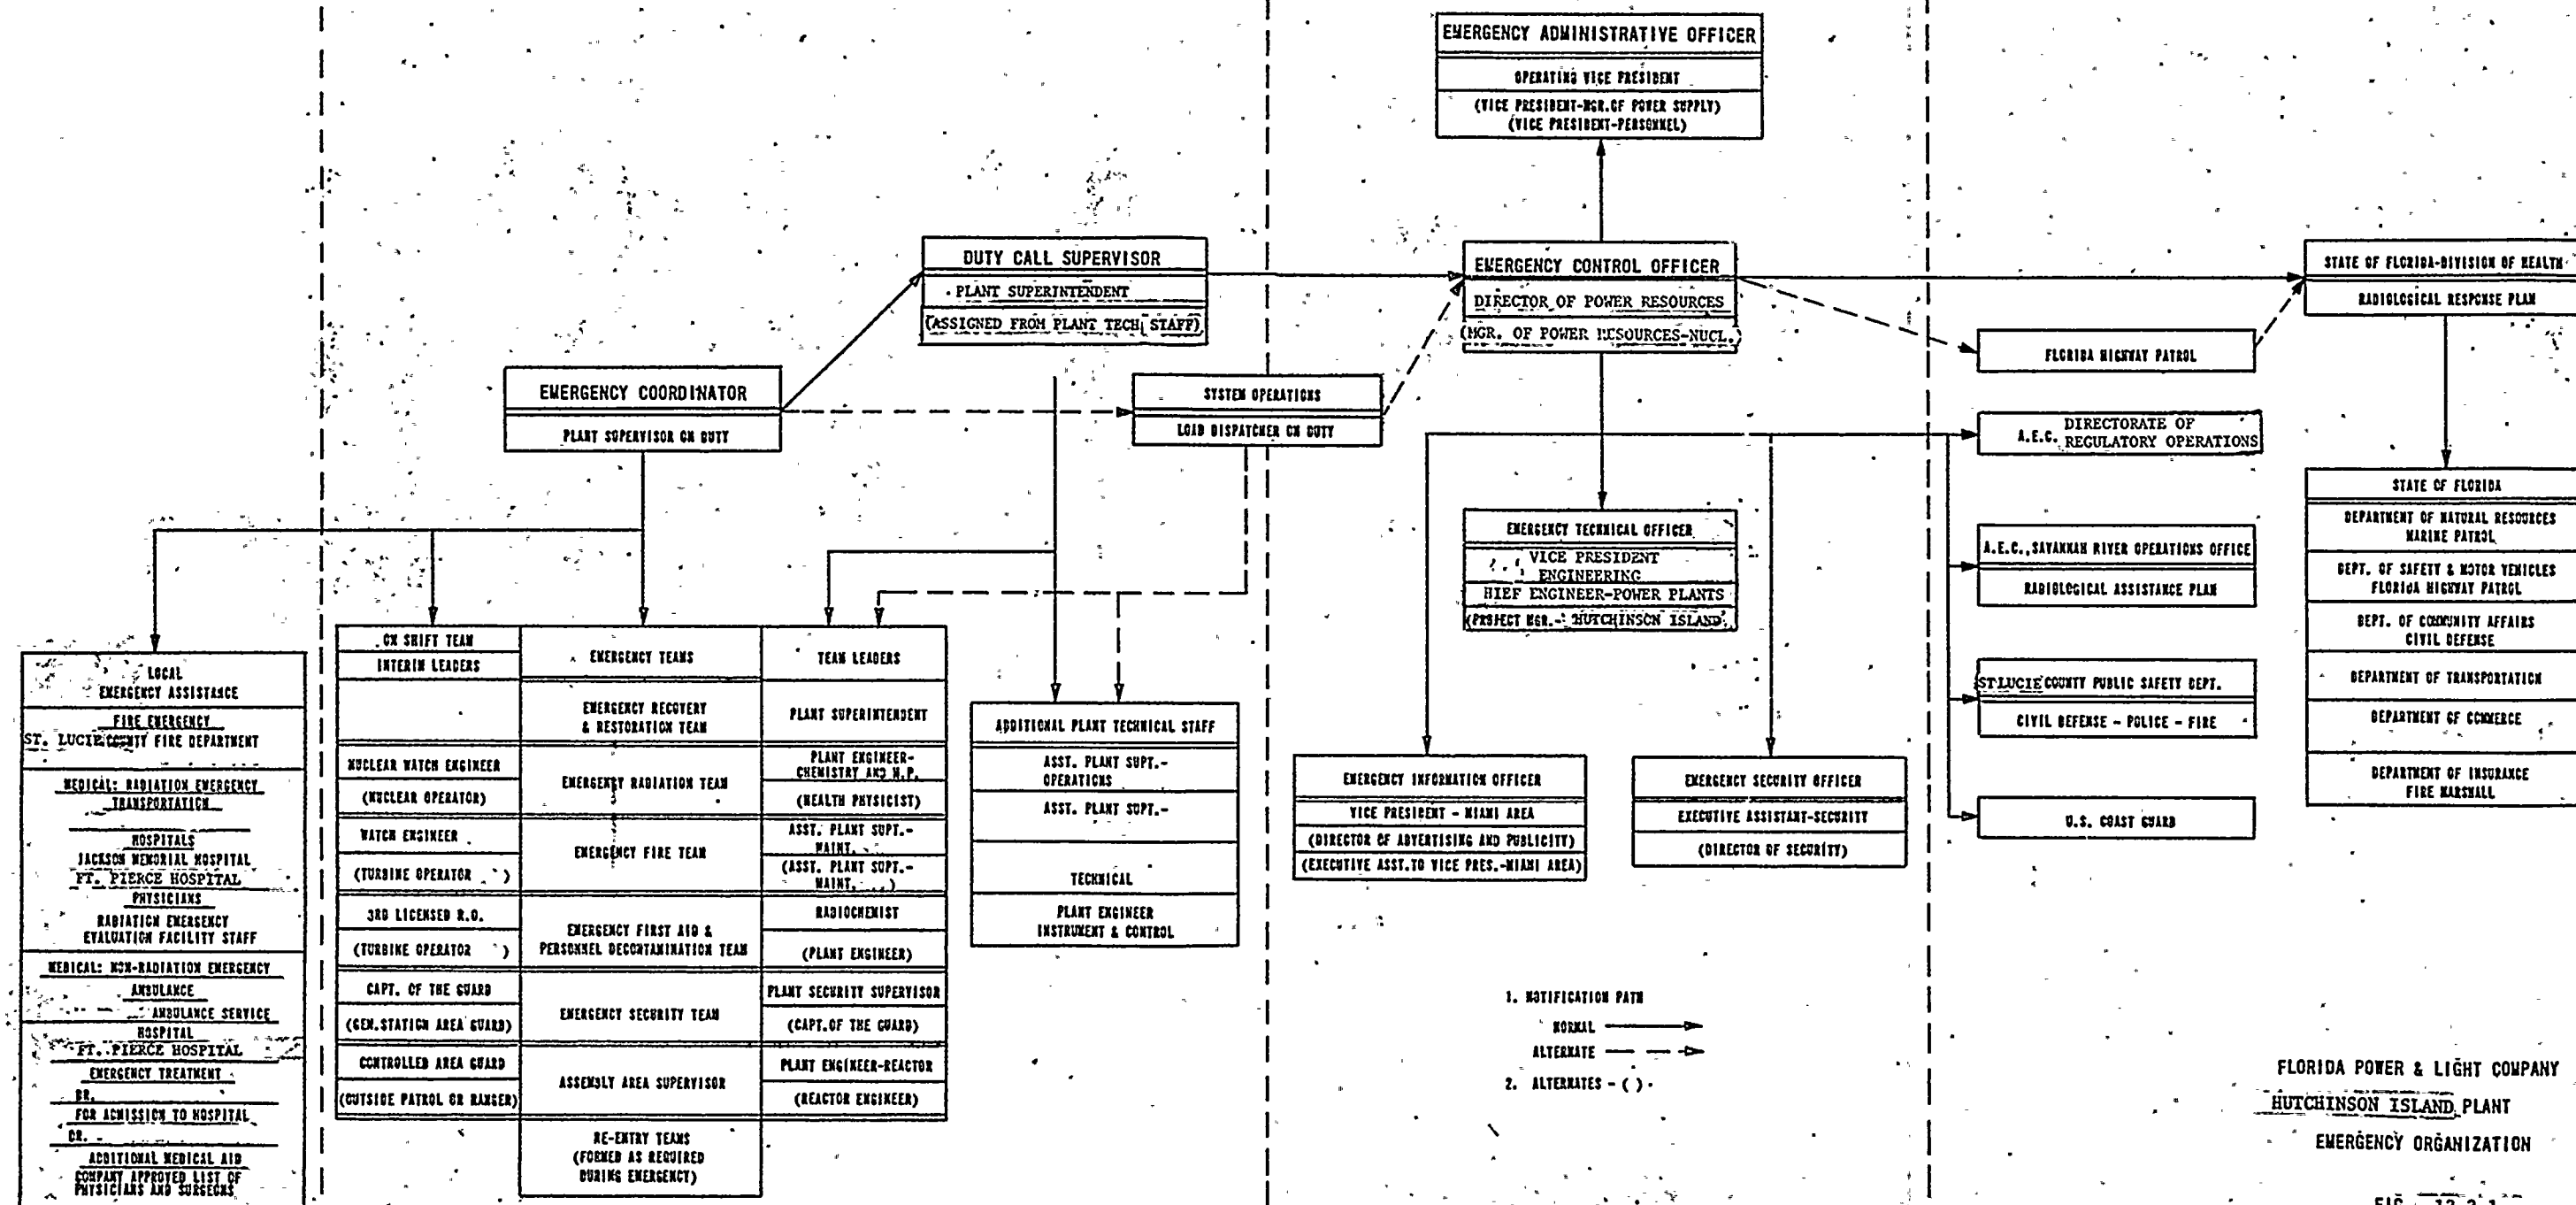 EMERGENCY ADMINISTRATIVE OFFICER
OPERATING VICE PRESIDENT
(VICE PRESIDENT-MGR.OF POWER SUPPLY)
(VICE PRESIDENT-PERSONNEL)
DUTY CALL SUPERVISOR
PLANT SUPERINTENDENT
(ASSIGNED FROM PLANT TECH STAFF)
EMERGENCY CONTROL OFFICER
DIRECTOR OF POWER RESOURCES
(MGR. OF POWER RESOURCES-NUCL.)
STATE OF FLORIDA-DIVISION OF HEALTH
RADIOLOGICAL RESPONSE PLAN
FLORIDA HIGHWAY PATROL
EMERGENCY COORDINATOR
PLANT SUPERVISOR ON DUTY
SYSTEM OPERATIONS
LOAD DISPATCHER ON DUTY
A.E.C. DIRECTORATE OF
REGULATORY OPERATIONS
EMERGENCY TECHNICAL OFFICER
VICE PRESIDENT
ENGINEERING
HIEF ENGINEER-POWER PLANTS
(PROJECT MGR.- HUTCHINSON ISLAND)
A.E.C., SAVANNAH RIVER OPERATIONS OFFICE
RADIOLOGICAL ASSISTANCE PLAN
ST.LUCIE COUNTY PUBLIC SAFETY DEPT.
CIVIL DEFENSE - POLICE - FIRE
U.S. COAST GUARD
STATE OF FLORIDA
DEPARTMENT OF NATURAL RESOURCES
MARINE PATROL
DEPT. OF SAFETY & MOTOR VEHICLES
FLORIDA HIGHWAY PATROL
DEPT. OF COMMUNITY AFFAIRS
CIVIL DEFENSE
DEPARTMENT OF TRANSPORTATION
DEPARTMENT OF COMMERCE
DEPARTMENT OF INSURANCE
FIRE MARSHALL
LOCAL
EMERGENCY ASSISTANCE
FIRE EMERGENCY
ST. LUCIE COUNTY FIRE DEPARTMENT
MEDICAL: RADIATION EMERGENCY
TRANSPORTATION
HOSPITALS
JACKSON MEMORIAL HOSPITAL
FT. PIERCE HOSPITAL
PHYSICIANS
RADIATION EMERGENCY
EVALUATION FACILITY STAFF
MEDICAL: NON-RADIATION EMERGENCY
AMBULANCE
AMBULANCE SERVICE
HOSPITAL
FT. PIERCE HOSPITAL
EMERGENCY TREATMENT
DR.
FOR ADMISSION TO HOSPITAL
DR.
ADDITIONAL MEDICAL AID
COMPANY APPROVED LIST OF
PHYSICIANS AND SURGEONS
ON SHIFT TEAM
INTERIM LEADERS
EMERGENCY TEAMS
TEAM LEADERS
EMERGENCY RECOVERY
& RESTORATION TEAM
PLANT SUPERINTENDENT
NUCLEAR WATCH ENGINEER
(NUCLEAR OPERATOR)
EMERGENCY RADIATION TEAM
PLANT ENGINEER-
CHEMISTRY AND H.P.
(HEALTH PHYSICIST)
WATCH ENGINEER
(TURBINE OPERATOR )
EMERGENCY FIRE TEAM
ASST. PLANT SUPT.-
MAINT.
(ASST. PLANT SUPT.-
MAINT. )
3RD LICENSED R.O.
(TURBINE OPERATOR )
EMERGENCY FIRST AID &
PERSONNEL DECONTAMINATION TEAM
RADIOCHEMIST
(PLANT ENGINEER)
CAPT. OF THE GUARD
(GEN.STATION AREA GUARD)
EMERGENCY SECURITY TEAM
PLANT SECURITY SUPERVISOR
(CAPT.OF THE GUARD)
CONTROLLED AREA GUARD
(OUTSIDE PATROL OR RANGER)
ASSEMBLY AREA SUPERVISOR
PLANT ENGINEER-REACTOR
(REACTOR ENGINEER)
RE-ENTRY TEAMS
(FORMED AS REQUIRED
DURING EMERGENCY)
ADDITIONAL PLANT TECHNICAL STAFF
ASST. PLANT SUPT.-
OPERATIONS
ASST. PLANT SUPT.-
TECHNICAL
PLANT ENGINEER
INSTRUMENT & CONTROL
EMERGENCY INFORMATION OFFICER
VICE PRESIDENT - MIAMI AREA
(DIRECTOR OF ADVERTISING AND PUBLICITY)
(EXECUTIVE ASST.TO VICE PRES.-MIAMI AREA)
EMERGENCY SECURITY OFFICER
EXECUTIVE ASSISTANT-SECURITY
(DIRECTOR OF SECURITY)
1. NOTIFICATION PATH
NORMAL
ALTERNATE
2. ALTERNATES - ( )
FLORIDA POWER & LIGHT COMPANY
HUTCHINSON ISLAND PLANT
EMERGENCY ORGANIZATION